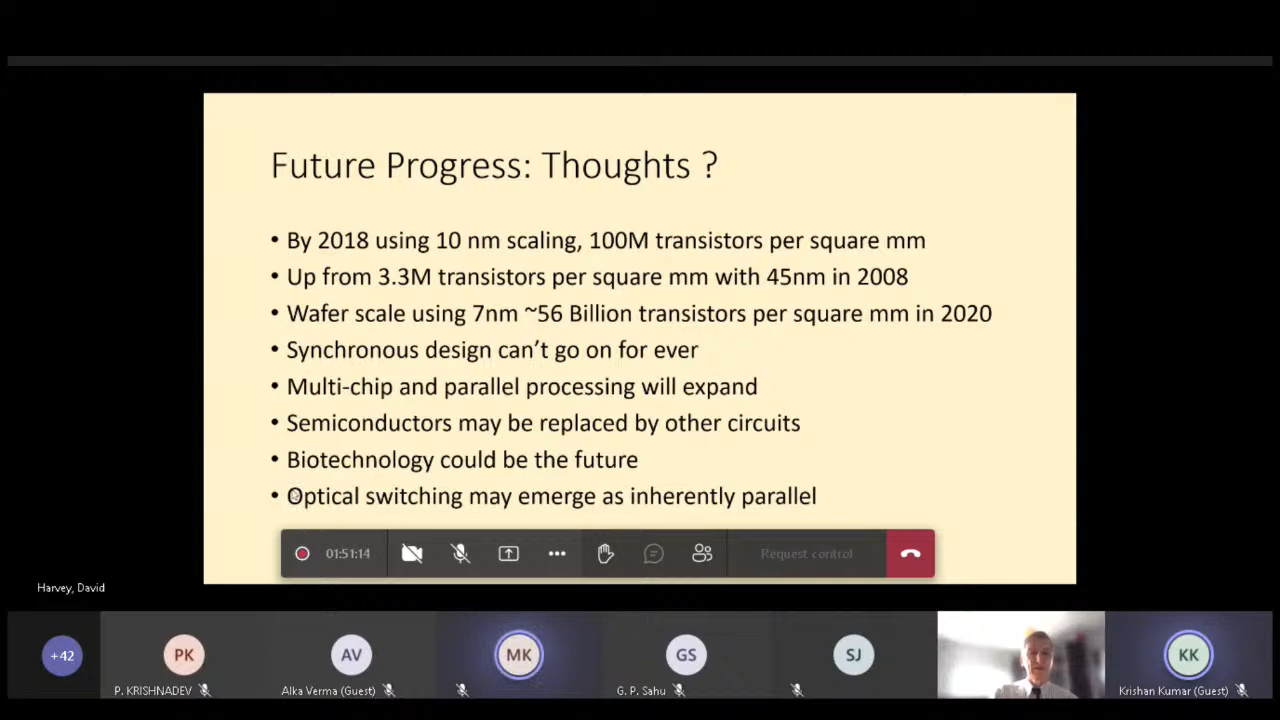 Future Progress: Thoughts ?
• By 2018 using 10 nm scaling, 100M transistors per square mm
• Up from 3.3M transistors per square mm with 45nm in 2008
• Wafer scale using 7nm ~56 Billion transistors per square mm in 2020
• Synchronous design can't go on for ever
• Multi-chip and parallel processing will expand
• Semiconductors may be replaced by other circuits
• Biotechnology could be the future
• Optical switching may emerge as inherently parallel
01:51:14
Request control
Harvey, David
+42
PK
AV
MK
GS
SJ
KK
P. KRISHNADEV
Alka Verma (Guest)
G. P. Sahu
Krishan Kumar (Guest)